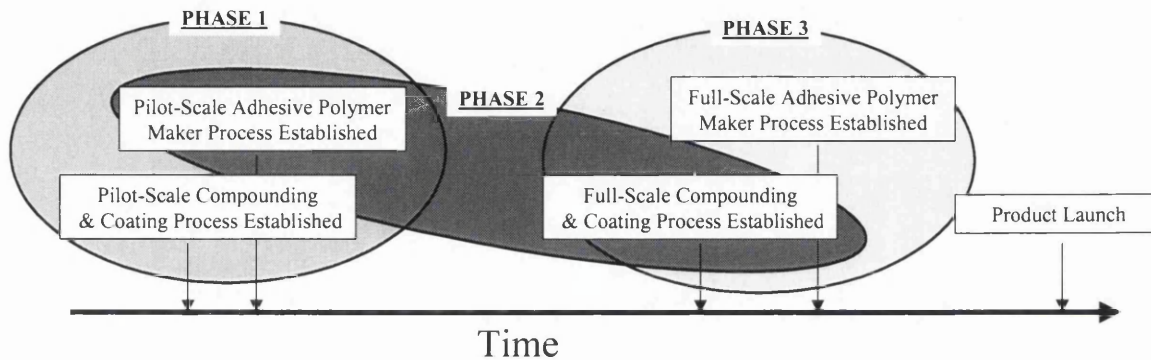 PHASE 1
PHASE 3
PHASE 2
Pilot-Scale Adhesive Polymer
Maker Process Established
Full-Scale Adhesive Polymer
Maker Process Established
Pilot-Scale Compounding
& Coating Process Established
Full-Scale Compounding
& Coating Process Established
Product Launch
Time